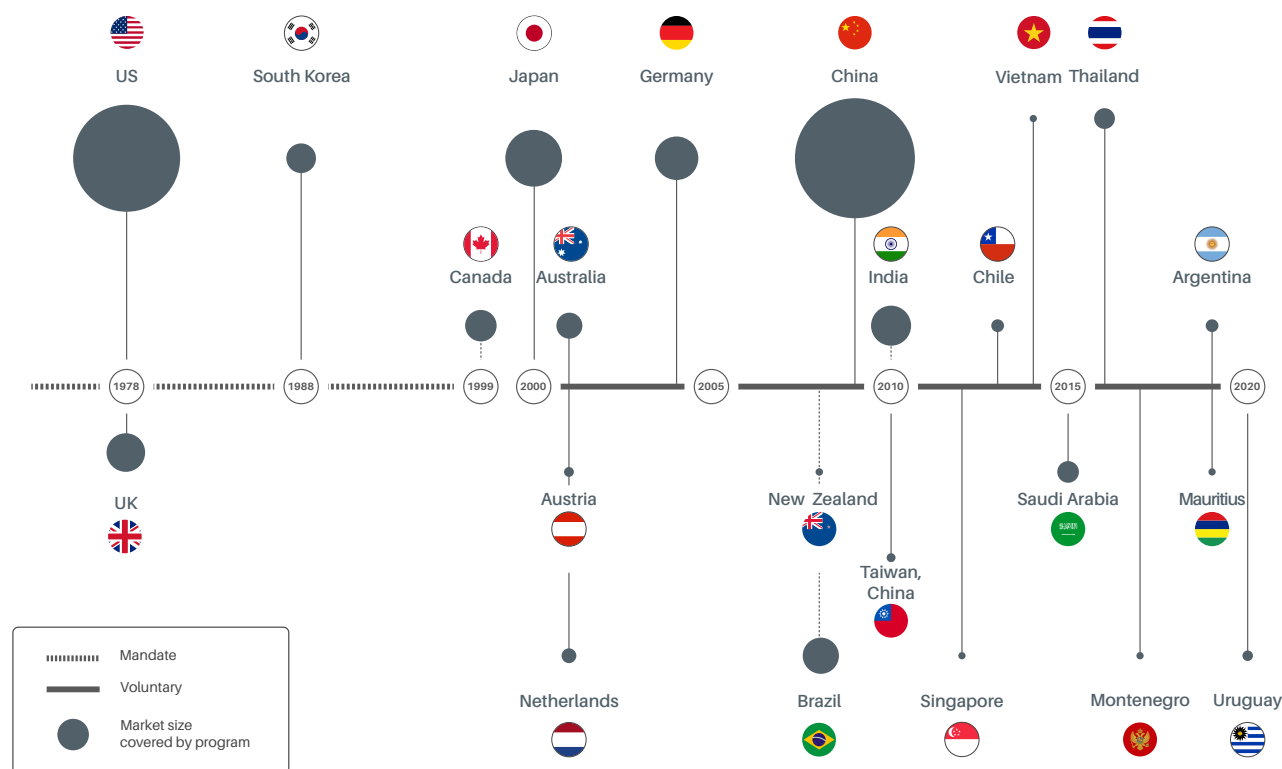 US
South Korea
Japan
Germany
China
Vietnam
Thailand
Canada
Australia
India
Chile
Argentina
1978
1988
1999
2000
2005
2010
2015
2020
UK
Austria
New Zealand
Saudi Arabia
Mauritius
Taiwan,
China
Netherlands
Brazil
Singapore
Montenegro
Uruguay
Mandate
Voluntary
Market size
covered by program